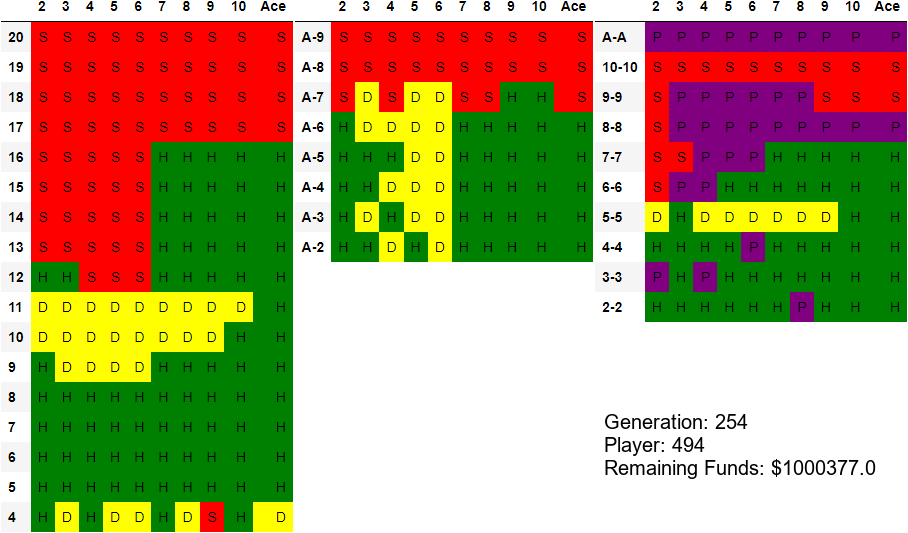 2 3 4 5 6 7 8 9 10 Ace
20 S S S S S S S S S S
19 S S S S S S S S S S
18 S S S S S S S S S S
17 S S S S S S S S S S
16 S S S S S H H H H H
15 S S S S S H H H H H
14 S S S S S H H H H H
13 S S S S S H H H H H
12 H H S S S H H H H H
11 D D D D D D D D D H
10 D D D D D D D D H H
9 H D D D D H H H H H
8 H H H H H H H H H H
7 H H H H H H H H H H
6 H H H H H H H H H H
5 H H H H H H H H H H
4 H D H D D H D S H D
2 3 4 5 6 7 8 9 10 Ace
A-9 S S S S S S S S S S
A-8 S S S S S S S S S S
A-7 S D S D D S S H H S
A-6 H D D D D H H H H H
A-5 H H H D D H H H H H
A-4 H H D D D H H H H H
A-3 H D H D D H H H H H
A-2 H H D H D H H H H H
2 3 4 5 6 7 8 9 10 Ace
A-A P P P P P P P P P P
10-10 S S S S S S S S S S
9-9 S P P P P P P S S S
8-8 S P P P P P P P P P
7-7 S S P P P H H H H H
6-6 S P P H H H H H H H
5-5 D H D D D D D D H H
4-4 H H H H P H H H H H
3-3 P H P H H H H H H H
2-2 H H H H H H P H H H
Generation: 254
Player: 494
Remaining Funds: $1000377.0